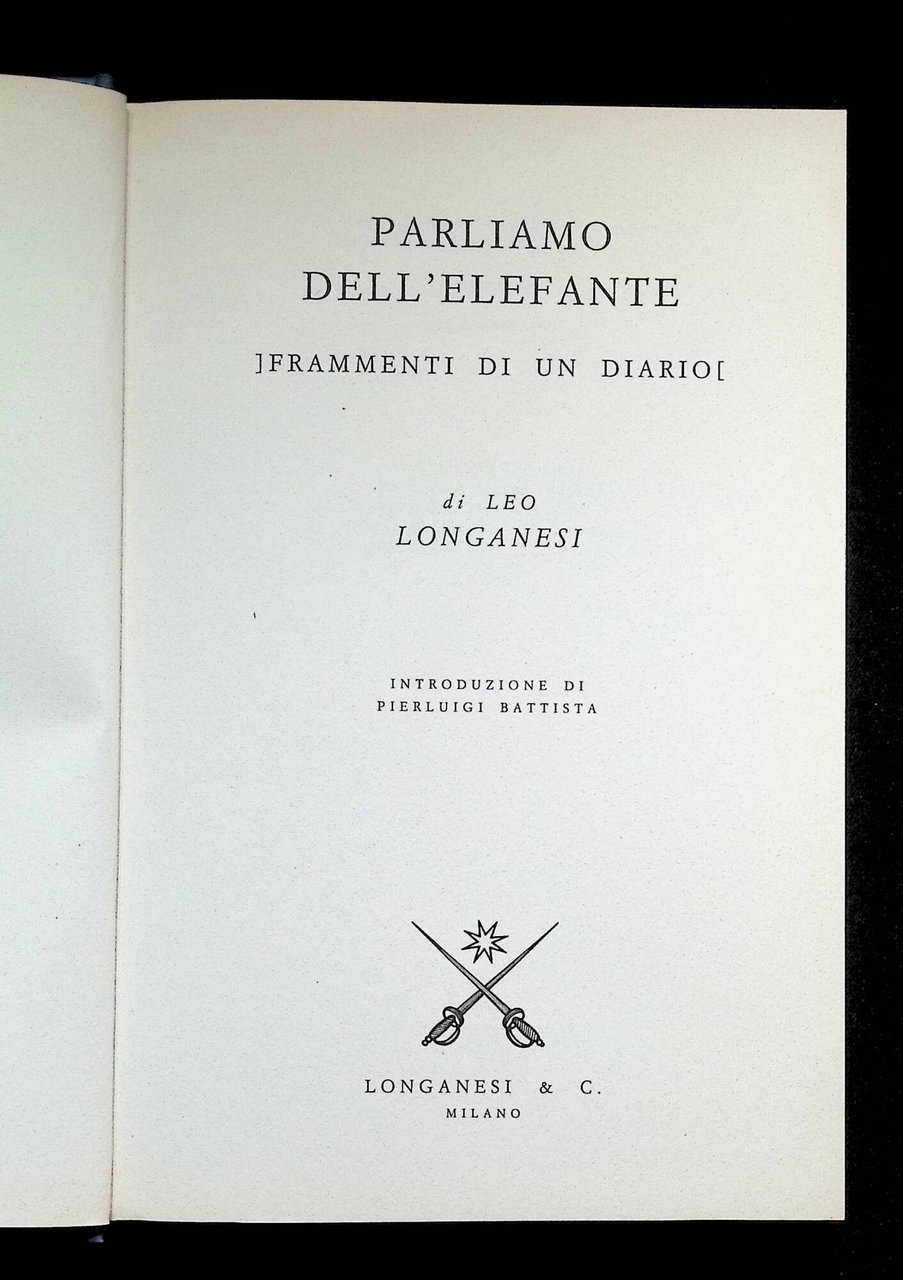 PARLIAMO
DELL'ELEFANTE
]FRAMMENTI DI UN DIARIO[
di LEO
LONGANESI
INTRODUZIONE DI
PIERLUIGI BATTISTA
LONGANESI & C.
MILANO